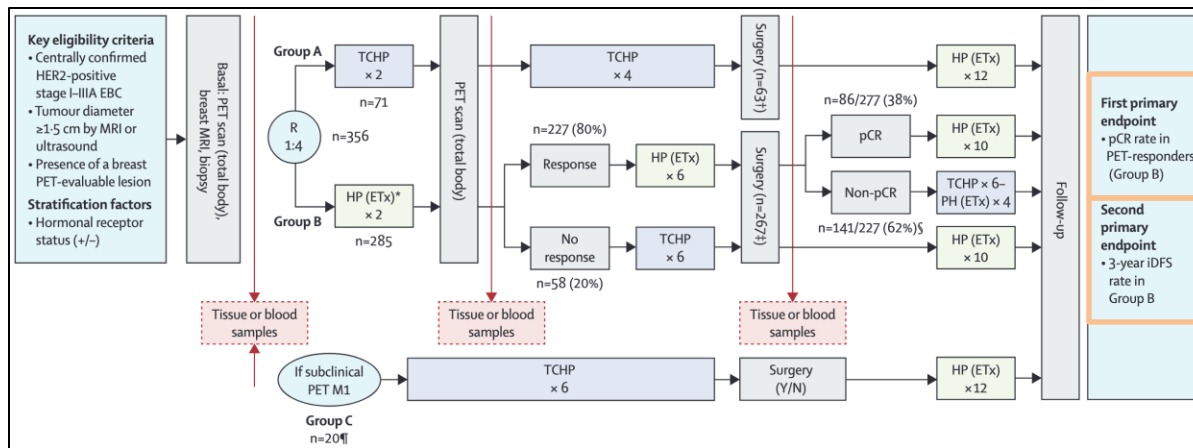 Key eligibility criteria
• Centrally confirmed
HER2-positive
stage I–IIIA EBC
• Tumour diameter
≥1·5 cm by MRI or
ultrasound
• Presence of a breast
PET-evaluable lesion
Stratification factors
• Hormonal receptor
status (+/–)
Basal: PET scan (total body),
breast MRI, biopsy
R
1:4
n=356
Group A
TCHP
× 2
n=71
Group B
HP (ETx)*
× 2
n=285
PET scan (total body)
TCHP
× 4
n=227 (80%)
Response
HP (ETx)
× 6
No
response
n=58 (20%)
TCHP
× 6
Surgery (n=63†)
Surgery (n=267‡)
n=86/277 (38%)
pCR
Non-pCR
n=141/227 (62%)§
HP (ETx)
× 12
HP (ETx)
× 10
TCHP × 6–
PH (ETx) × 4
HP (ETx)
× 10
Follow-up
First primary
endpoint
• pCR rate in
PET-responders
(Group B)
Second
primary
endpoint
• 3-year iDFS
rate in
Group B
Tissue or blood
samples
Tissue or blood
samples
Tissue or blood
samples
If subclinical
PET M1
Group C
n=20¶
TCHP
× 6
Surgery
(Y/N)
HP (ETx)
×12